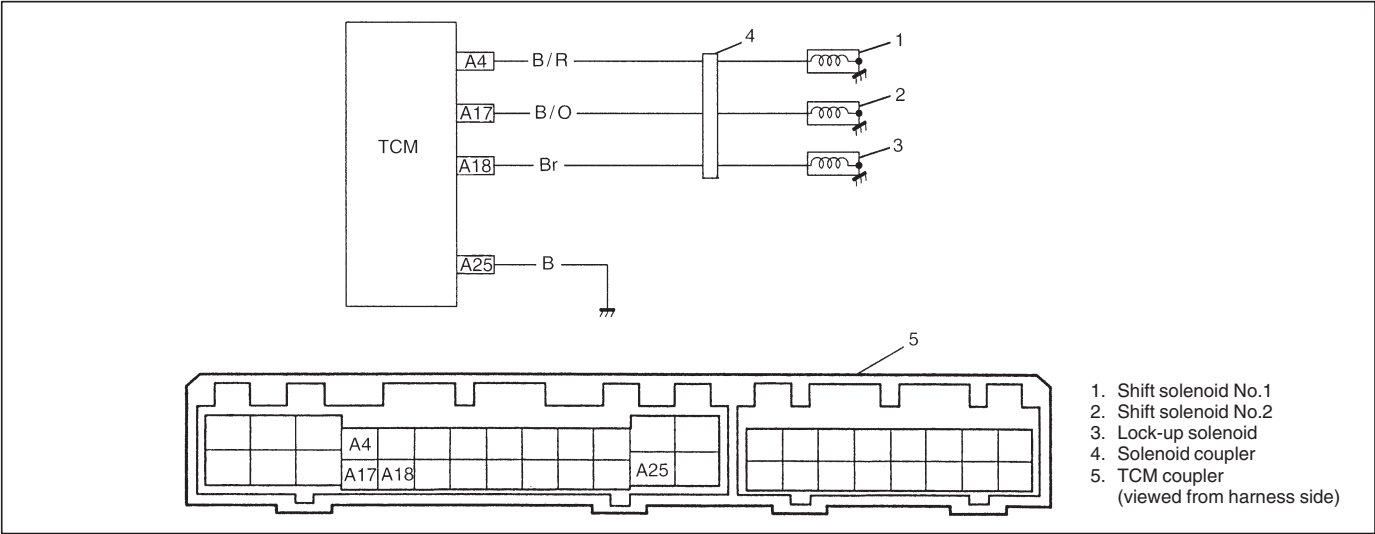 4
1
A4
B/R
2
A17
B/O
TCM
3
A18
Br
A25
B
5
A4
A17 A18
A25
1. Shift solenoid No.1
2. Shift solenoid No.2
3. Lock-up solenoid
4. Solenoid coupler
5. TCM coupler
(viewed from harness side)